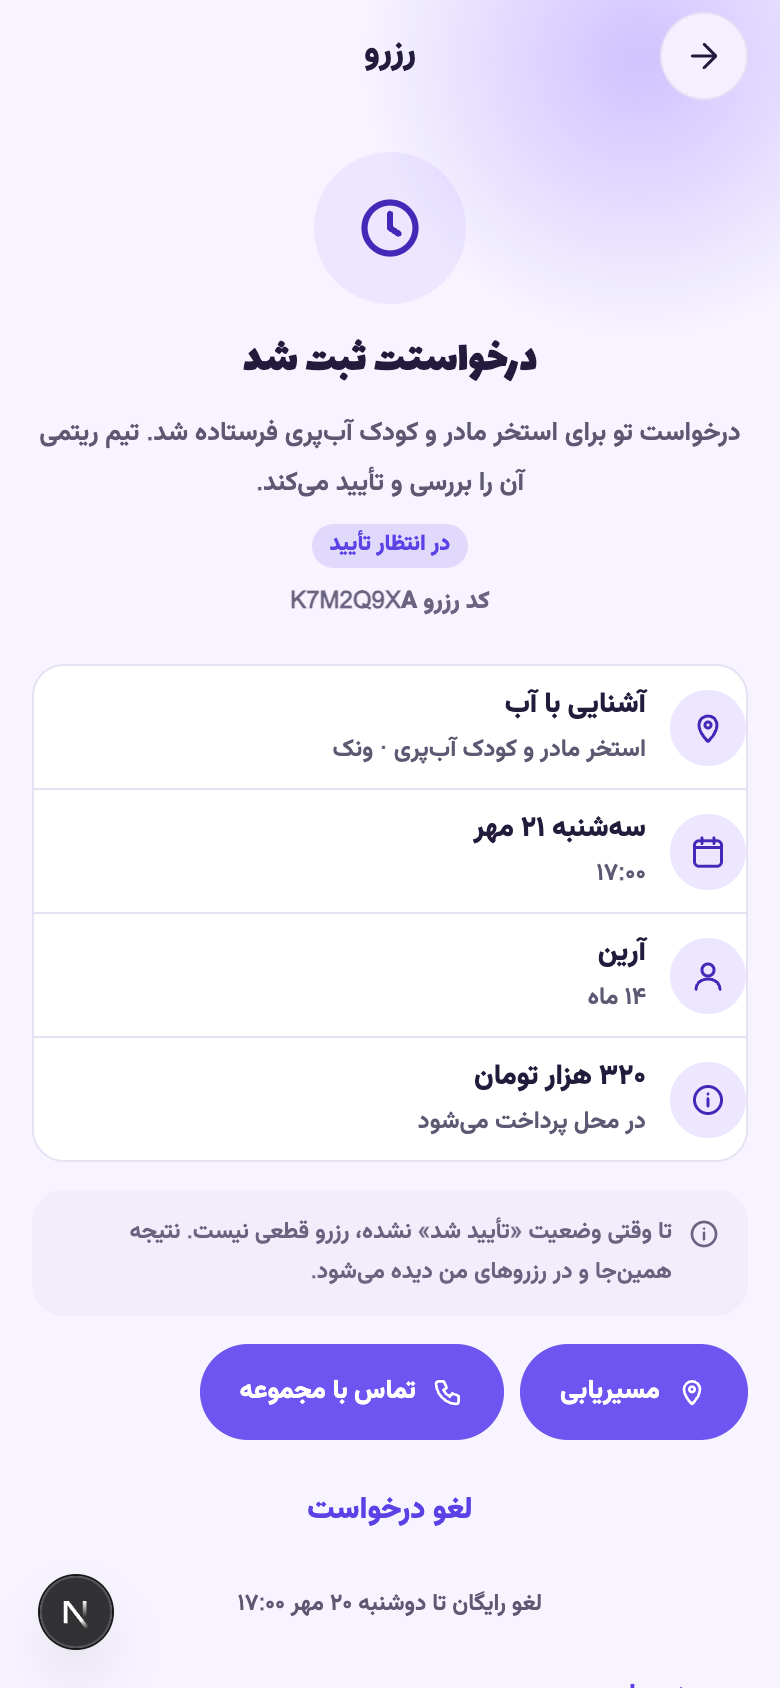 رزرو
درخواستت ثبت شد
درخواست تو برای استخر مادر و کودک آب‌پری فرستاده شد. تیم ریتمی
آن را بررسی و تأیید می‌کند.
در انتظار تأیید
کد رزرو K7M2Q9XA
آشنایی با آب
استخر مادر و کودک آب‌پری · ونک
سه‌شنبه ۲۱ مهر
۱۷:۰۰
آرین
۱۴ ماه
۳۲۰ هزار تومان
در محل پرداخت می‌شود
تا وقتی وضعیت «تأیید شد» نشده، رزرو قطعی نیست. نتیجه
همین‌جا و در رزروهای من دیده می‌شود.
مسیریابی
تماس با مجموعه
لغو درخواست
لغو رایگان تا دوشنبه ۲۰ مهر ۱۷:۰۰
N